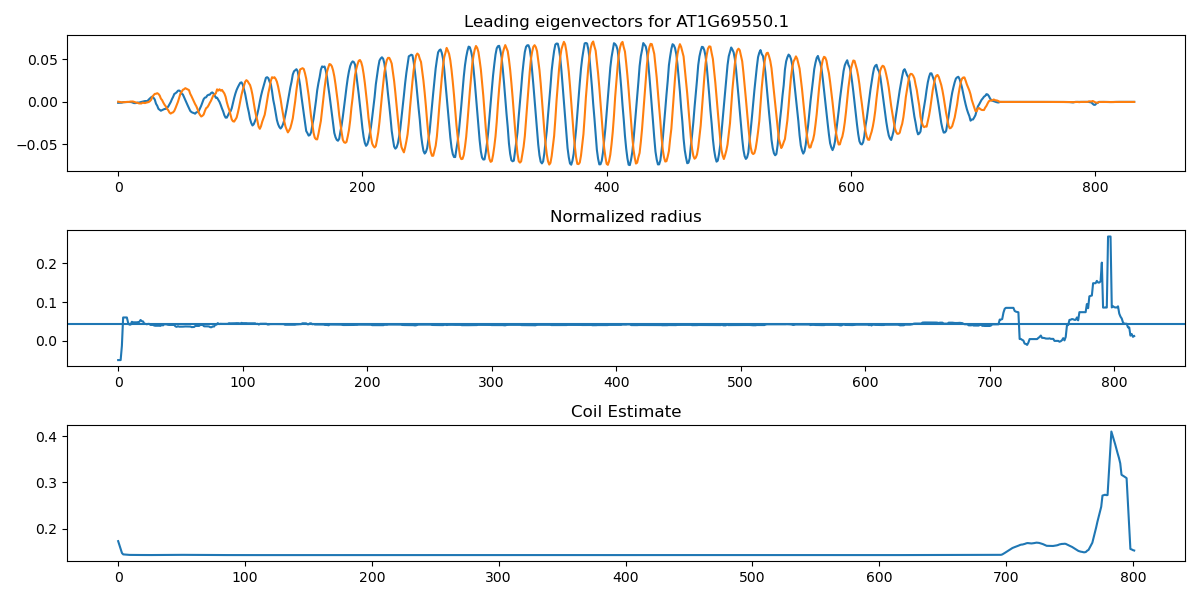 Leading eigenvectors for AT1G69550.1
0.05
0.00
−0.05
0 200 400 600 800
Normalized radius
0.2
0.1
0.0
0 100 200 300 400 500 600 700 800
Coil Estimate
0.4
0.3
0.2
0 100 200 300 400 500 600 700 800